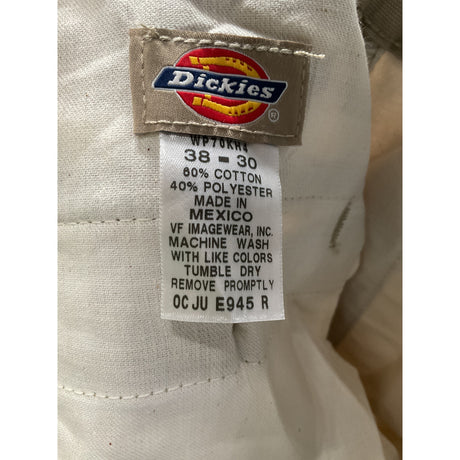 Dickies
®
WP70KH4
38 - 30
60% COTTON
40% POLYESTER
MADE IN
MEXICO
VF IMAGEWEAR, INC.
MACHINE WASH
WITH LIKE COLORS
TUMBLE DRY
REMOVE PROMPTLY
OC JU E945 R